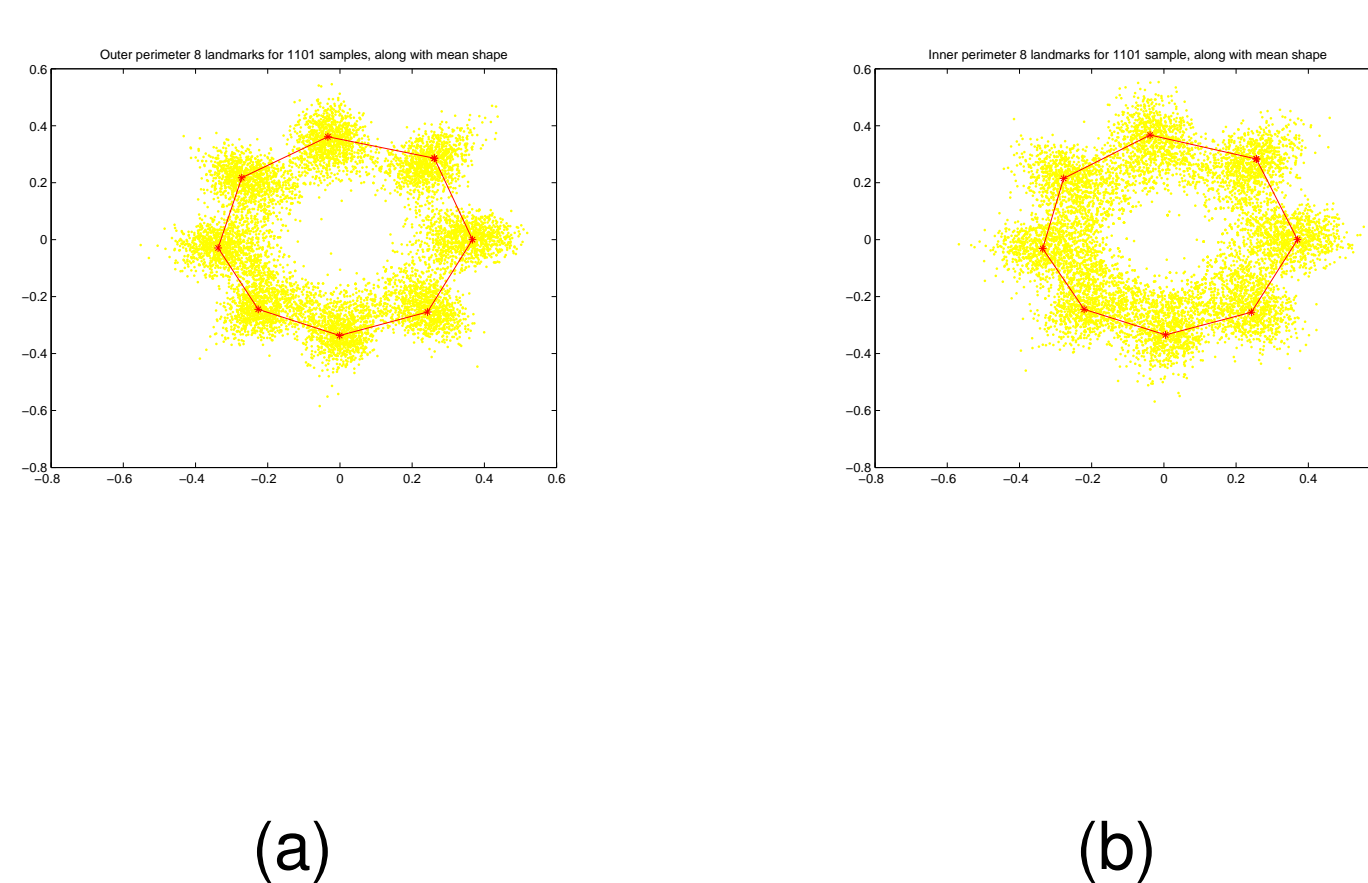 Outer perimeter 8 landmarks for 1101 samples, along with mean shape
0.6
0.4
0.2
0
−0.2
−0.4
−0.6
−0.8
−0.8 −0.6 −0.4 −0.2 0 0.2 0.4 0.6
(a)
Inner perimeter 8 landmarks for 1101 sample, along with mean shape
0.6
0.4
0.2
0
−0.2
−0.4
−0.6
−0.8
−0.8 −0.6 −0.4 −0.2 0 0.2 0.4
(b)